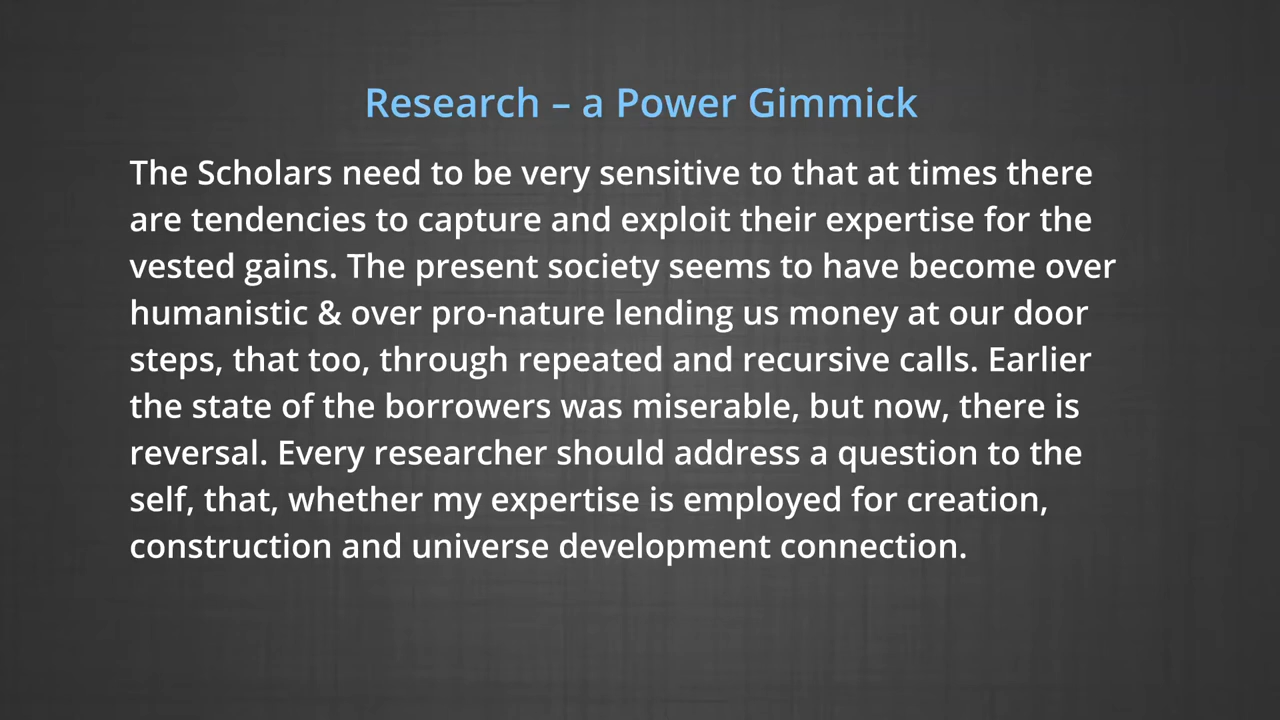 Research – a Power Gimmick
The Scholars need to be very sensitive to that at times there
are tendencies to capture and exploit their expertise for the
vested gains. The present society seems to have become over
humanistic & over pro-nature lending us money at our door
steps, that too, through repeated and recursive calls. Earlier
the state of the borrowers was miserable, but now, there is
reversal. Every researcher should address a question to the
self, that, whether my expertise is employed for creation,
construction and universe development connection.